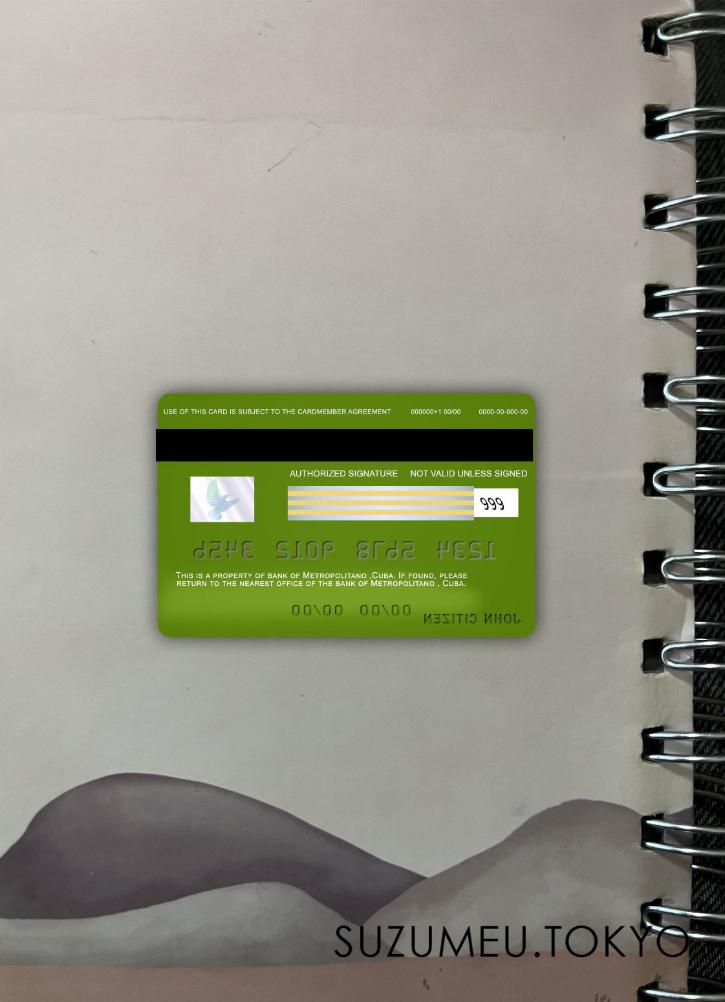 USE OF THIS CARD IS SUBJECT TO THE CARDMEMBER AGREEMENT 000000+1 00/00 0000-00-000-00
AUTHORIZED SIGNATURE NOT VALID UNLESS SIGNED
999
1234 5678 9012 3456
THIS IS A PROPERTY OF BANK OF METROPOLITANO ,CUBA. IF FOUND, PLEASE
RETURN TO THE NEAREST OFFICE OF THE BANK OF METROPOLITANO , CUBA.
00/00 00/00
JOHN CITIZEN
SUZUMEU.TOKYO